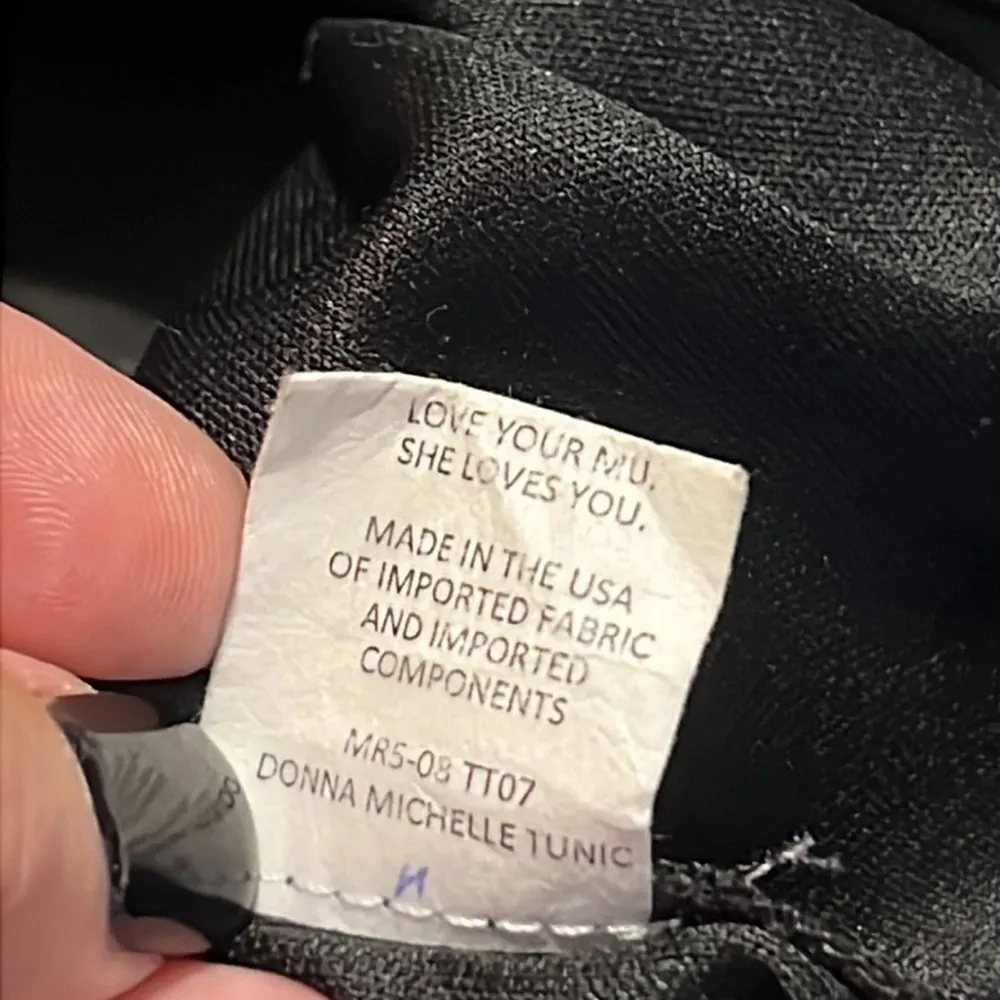 LOVE YOUR MU.
SHE LOVES YOU.
MADE IN THE USA
OF IMPORTED FABRIC
AND IMPORTED
COMPONENTS
MR5-08 TT07
DONNA MICHELLE TUNIC